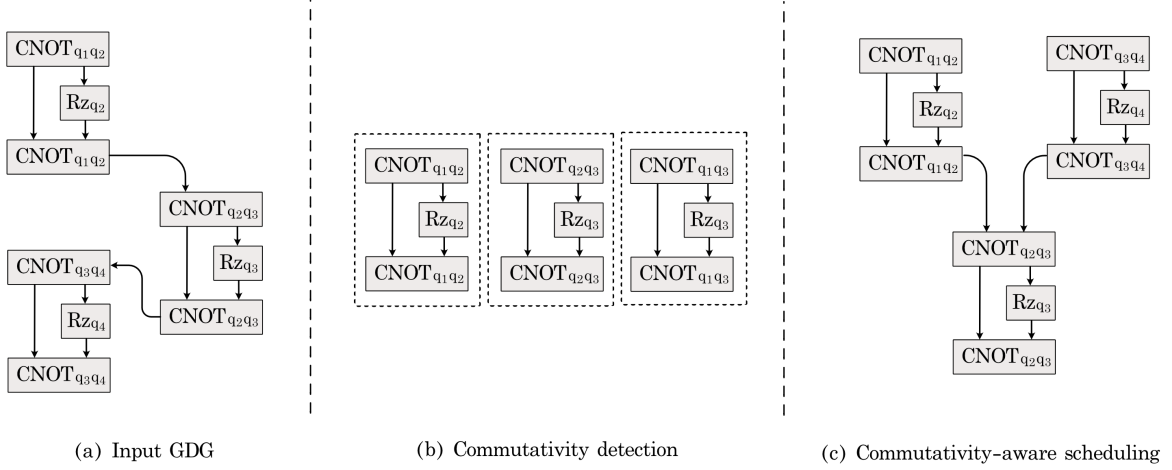 CNOTq1q2
Rzq2
CNOTq1q2
CNOTq2q3
Rzq3
CNOTq2q3
CNOTq3q4
Rzq4
CNOTq3q4
(a) Input GDG
CNOTq1q2
Rzq2
CNOTq1q2
CNOTq2q3
Rzq3
CNOTq2q3
CNOTq1q3
Rzq3
CNOTq1q3
(b) Commutativity detection
CNOTq1q2
Rzq2
CNOTq1q2
CNOTq3q4
Rzq4
CNOTq3q4
CNOTq2q3
Rzq3
CNOTq2q3
(c) Commutativity-aware scheduling